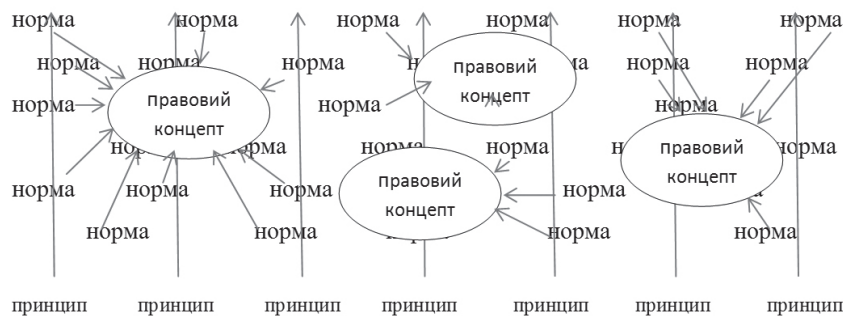 норма норма норма норма норма норма
норма норма норма норма норма
правовий концепт
правовий концепт
норма норма норма
правовий концепт
правовий концепт
норма норма норма
норма норма норма норма
норма норма норма норма
принцип принцип принцип принцип принцип принцип принцип